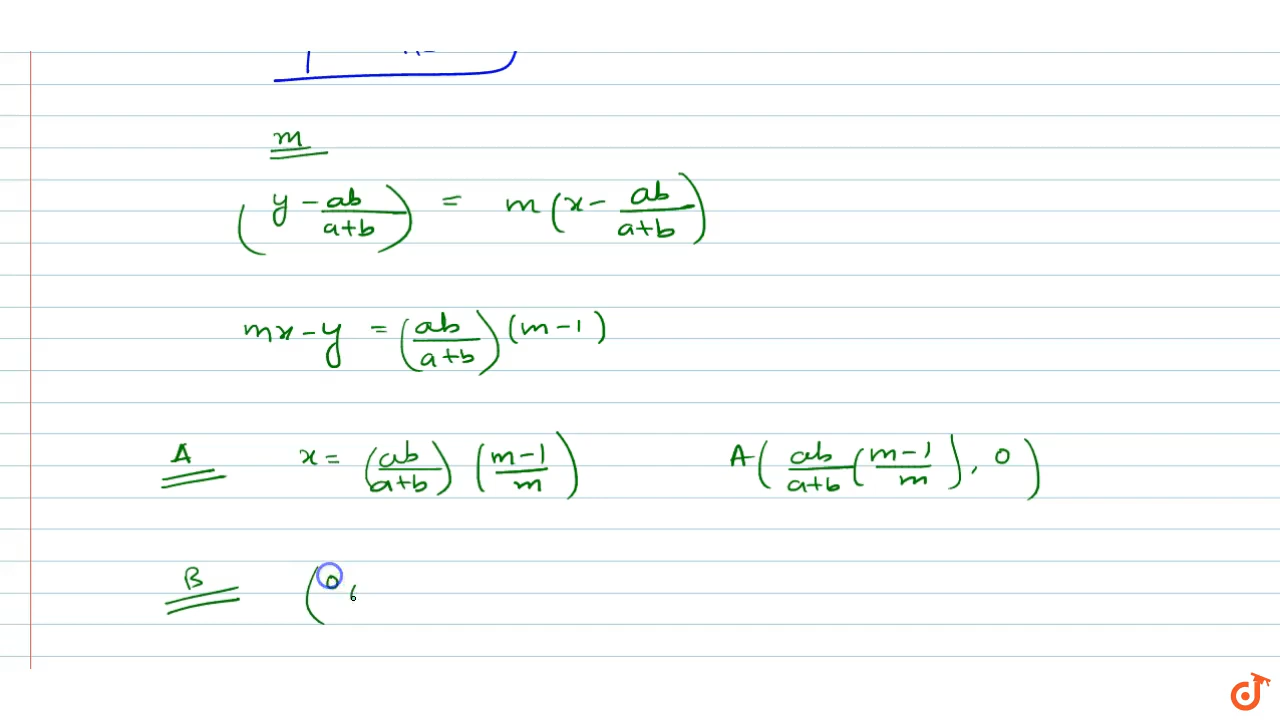 m
(y - ab/(a+b)) = m(x - ab/(a+b))
mx - y = (ab/(a+b))(m-1)
A x = (ab/(a+b)) ((m-1)/m) A(ab/(a+b) ((m-1)/m), 0)
B (0,